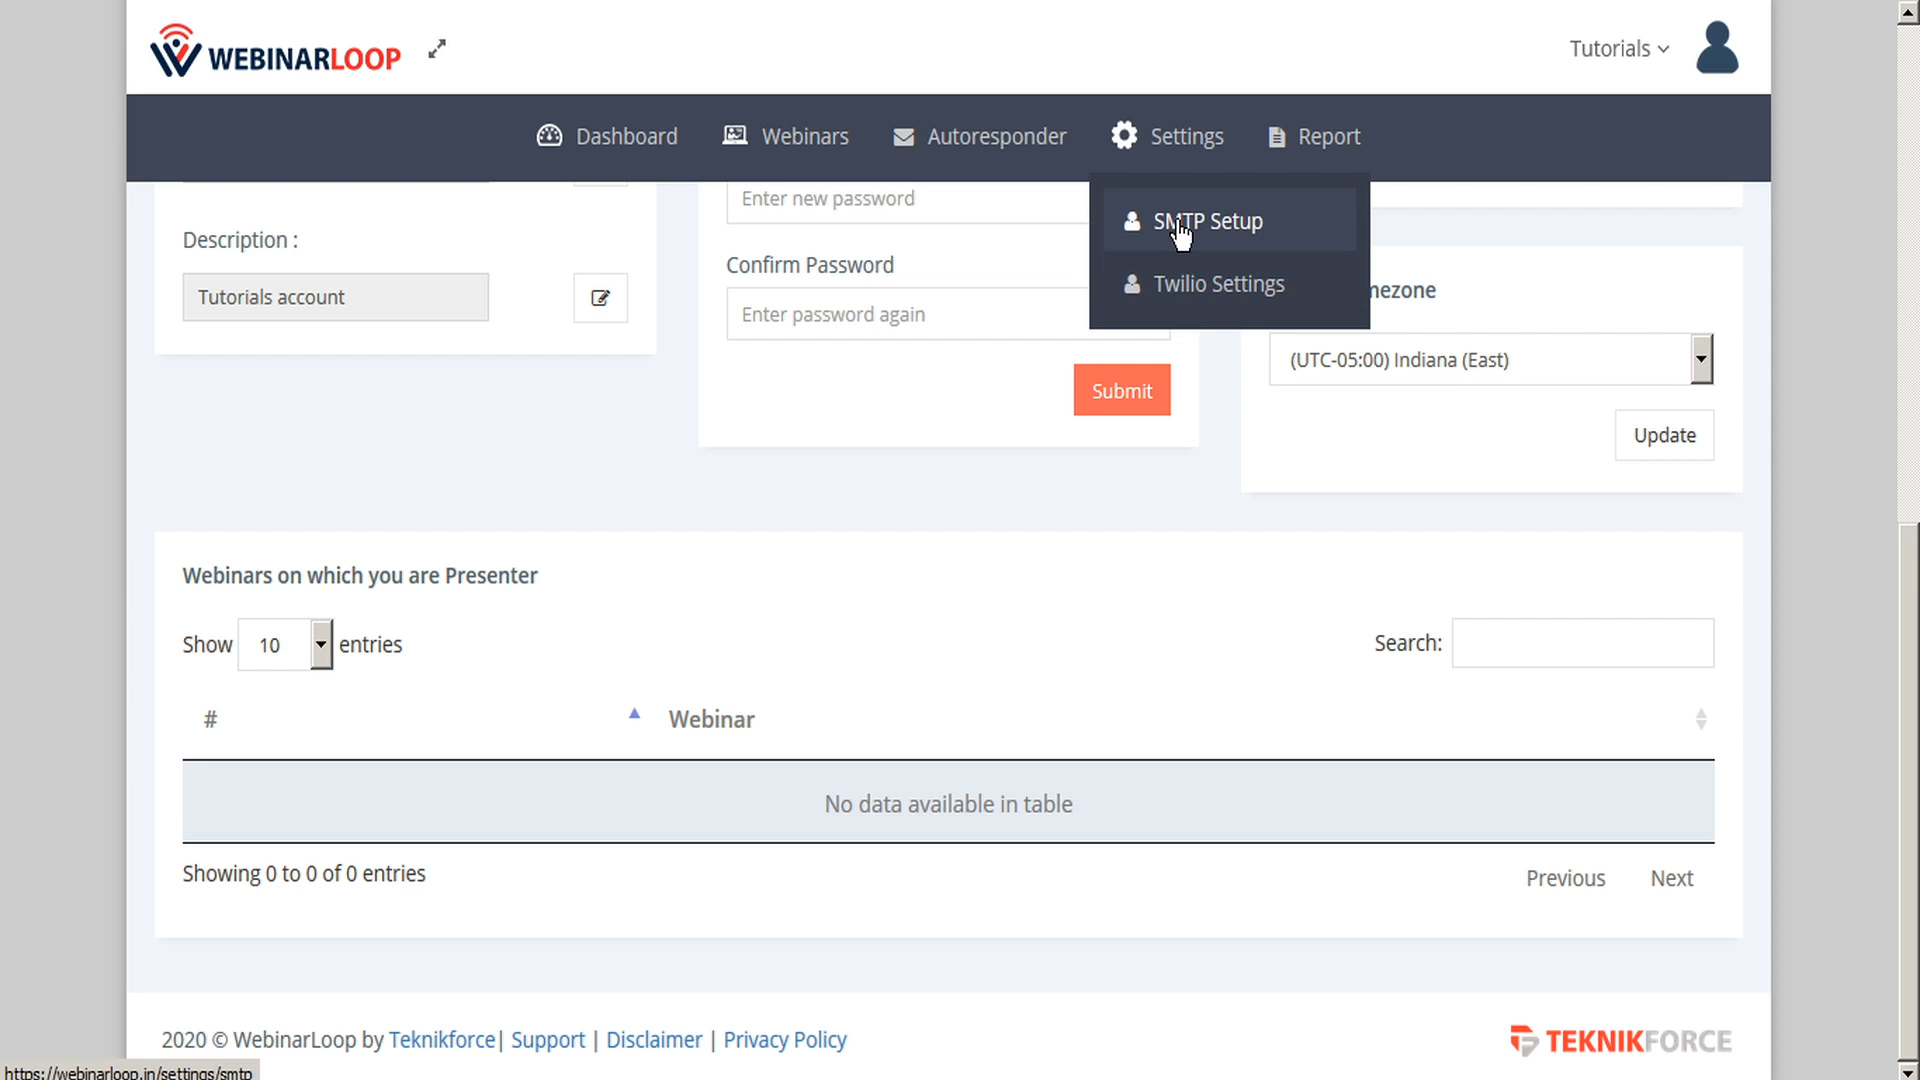 WEBINARLOOP
Tutorials
Dashboard
Webinars
Autoresponder
Settings
Report
SMTP Setup
Twilio Settings
Description :
Tutorials account
Enter new password
Confirm Password
Enter password again
Submit
mezone
(UTC-05:00) Indiana (East)
Update
Webinars on which you are Presenter
Show 10 entries
Search:
# Webinar
No data available in table
Showing 0 to 0 of 0 entries
Previous Next
2020 © WebinarLoop by Teknikforce| Support | Disclaimer | Privacy Policy
TEKNIKFORCE
https://webinarloop.in/settings/smtp